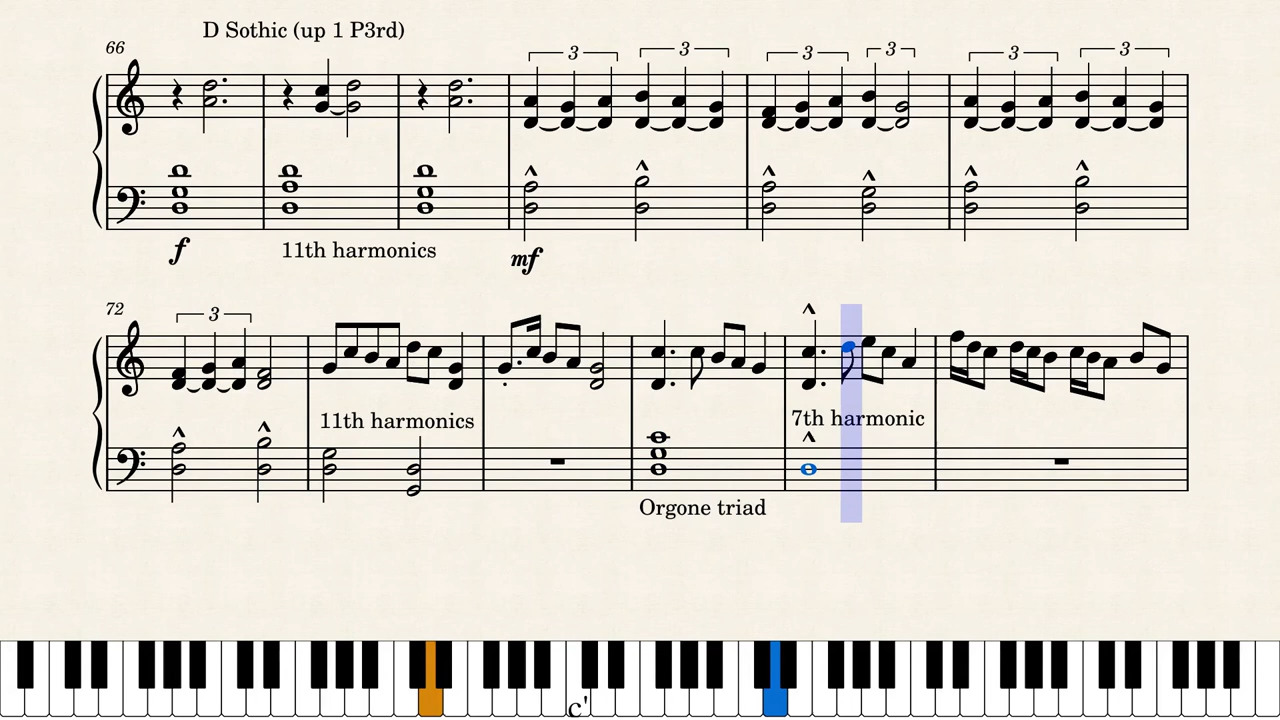 D Sothic (up 1 P3rd)
66
3 3 3 3 3 3
f 11th harmonics mf
72
3
11th harmonics 7th harmonic
Orgone triad
c'